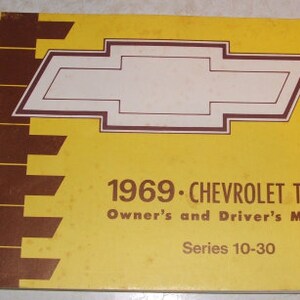 1969 · CHEVROLET T
Owner's and Driver's M
Series 10-30